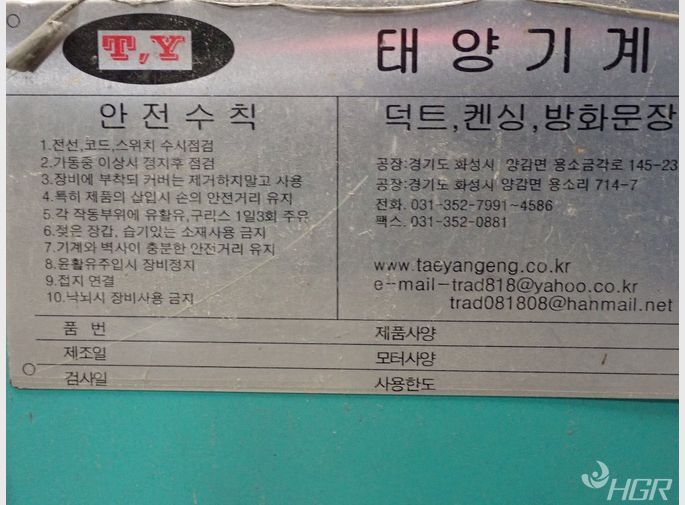 T,Y
태양기계
안전수칙
1.전선,코드,스위치 수시점검
2.가동중 이상시 정지후 점검
3.장비에 부착되 커버는 제거하지말고 사용
4.특히 제품의 삽입시 손의 안전거리 유지
5.각 작동부위에 유활유,구리스 1일3회 주유
6.젖은 장갑, 습기있는 소재사용 금지
7.기계와 벽사이 충분한 안전거리 유지
8.윤활유주입시 장비정지
9.접지 연결
10.낙뇌시 장비사용 금지
덕트,켄싱,방화문장
공장:경기도 화성시 양감면 용소금각로 145-23
공장:경기도 화성시 양감면 용소리 714-7
전화. 031-352-7991~4586
팩스. 031-352-0881
www.taeyangeng.co.kr
e-mail-trad818@yahoo.co.kr
trad081808@hanmail.net
품 번
제품사양
제조일
모터사양
검사일
사용한도
HGR